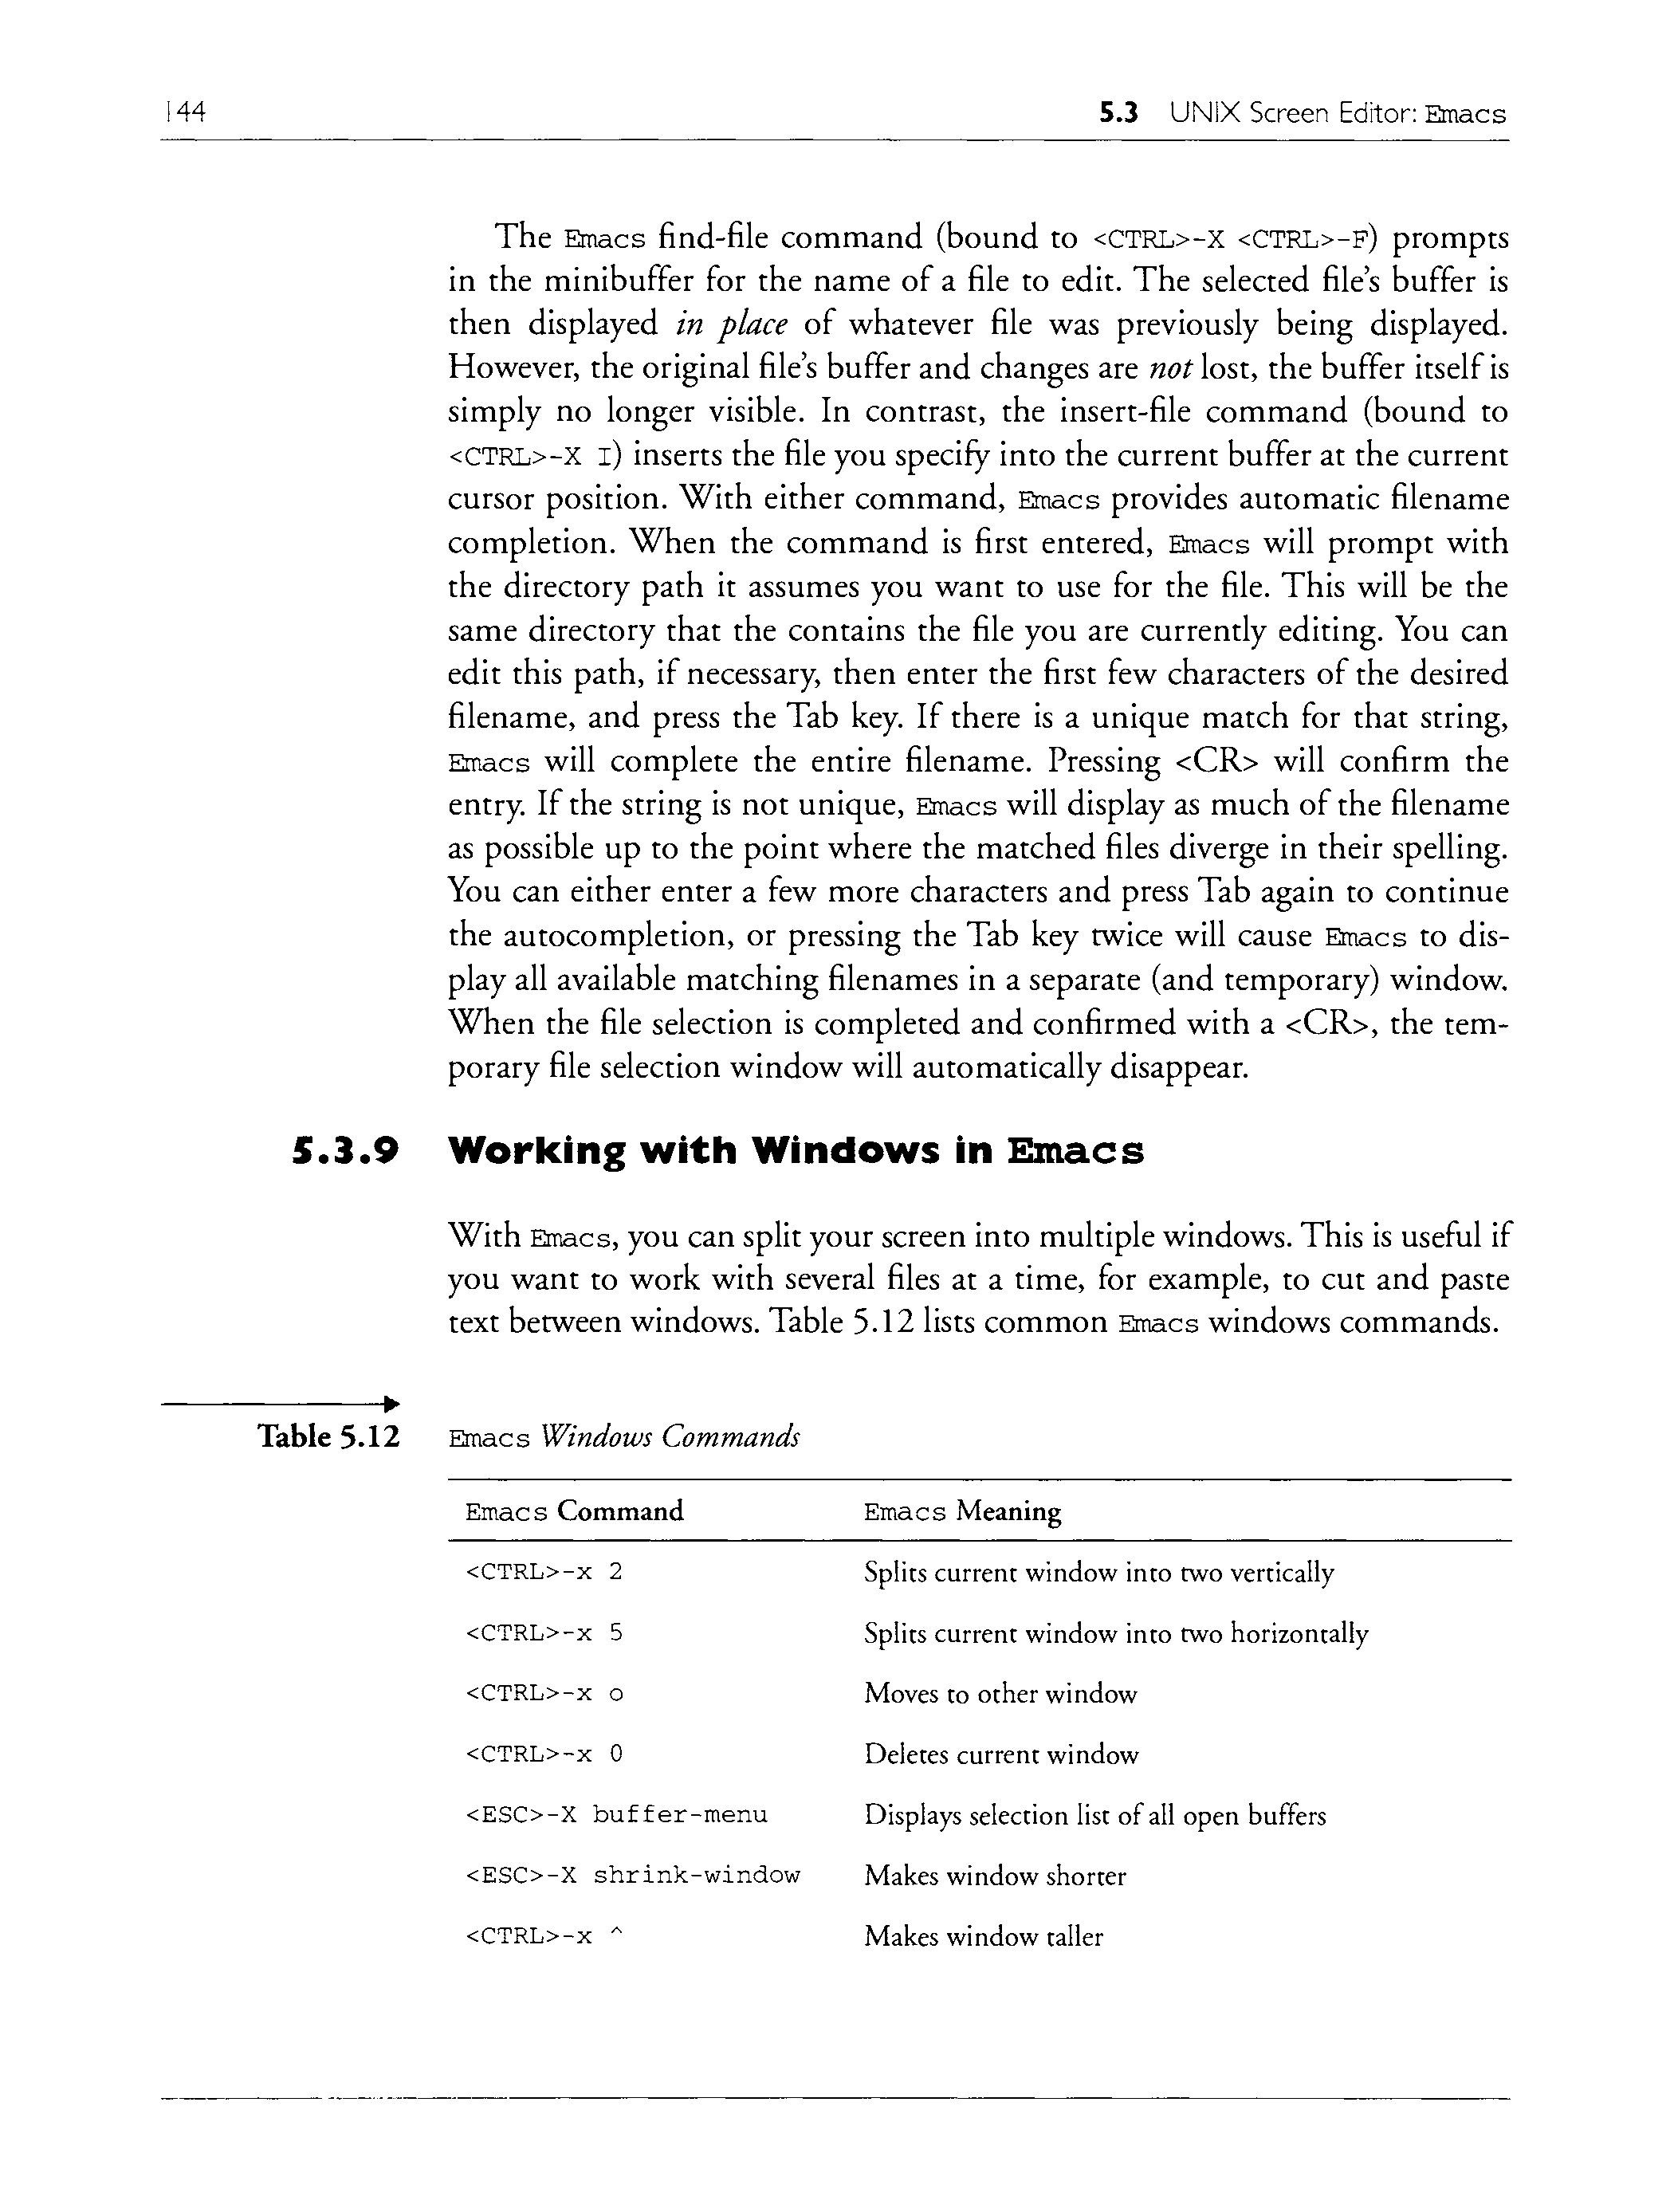 144 5.3 UNIX Screen Editor: Emacs
The Emacs find-file command (bound to <CTRL>-X <CTRL>-F) prompts
in the minibuffer for the name of a file to edit. The selected file's buffer is
then displayed in place of whatever file was previously being displayed.
However, the original file's buffer and changes are not lost, the buffer itself is
simply no longer visible. In contrast, the insert-file command (bound to
<CTRL>-X I) inserts the file you specify into the current buffer at the current
cursor position. With either command, Emacs provides automatic filename
completion. When the command is first entered, Emacs will prompt with
the directory path it assumes you want to use for the file. This will be the
same directory that the contains the file you are currently editing. You can
edit this path, if necessary, then enter the first few characters of the desired
filename, and press the Tab key. If there is a unique match for that string,
Emacs will complete the entire filename. Pressing <CR> will confirm the
entry. If the string is not unique, Emacs will display as much of the filename
as possible up to the point where the matched files diverge in their spelling.
You can either enter a few more characters and press Tab again to continue
the autocompletion, or pressing the Tab key twice will cause Emacs to dis-
play all available matching filenames in a separate (and temporary) window.
When the file selection is completed and confirmed with a <CR>, the tem-
porary file selection window will automatically disappear.
5.3.9 Working with Windows in Emacs
With Emacs, you can split your screen into multiple windows. This is useful if
you want to work with several files at a time, for example, to cut and paste
text between windows. Table 5.12 lists common Emacs windows commands.
Table 5.12 Emacs Windows Commands
Emacs Command Emacs Meaning
<CTRL>-x 2 Splits current window into two vertically
<CTRL>-x 5 Splits current window into two horizontally
<CTRL>-x o Moves to other window
<CTRL>-x 0 Deletes current window
<ESC>-X buffer-menu Displays selection list of all open buffers
<ESC>-X shrink-window Makes window shorter
<CTRL>-x ^ Makes window taller